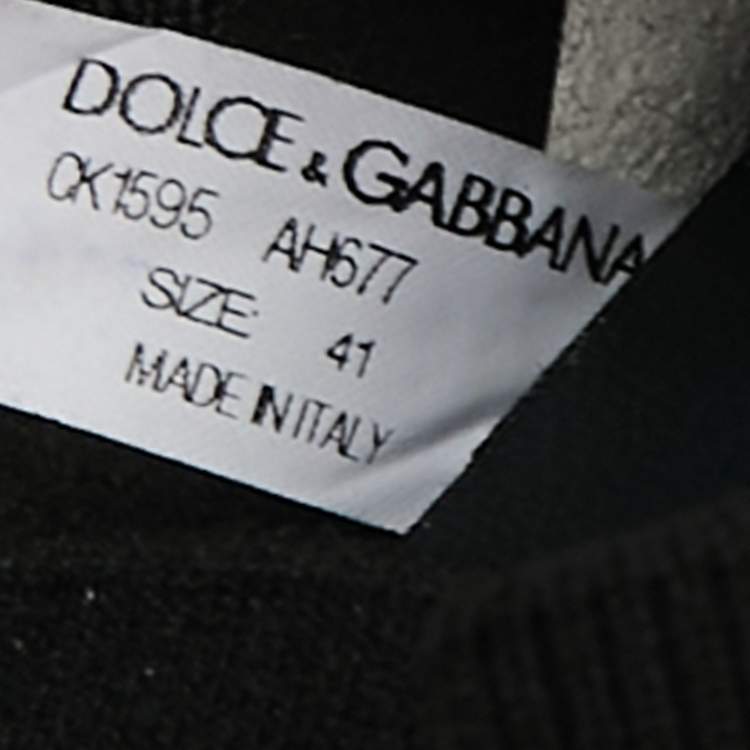 DOLCE & GABBANA
CK1595 AH677
SIZE: 41
MADE IN ITALY